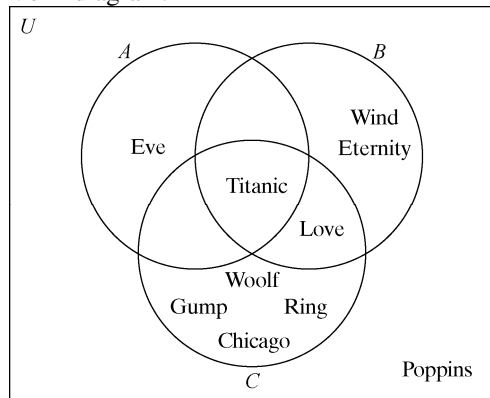 U
A
B
Wind
Eve
Eternity
Titanic
Love
Woolf
Gump Ring
Chicago
Poppins
C